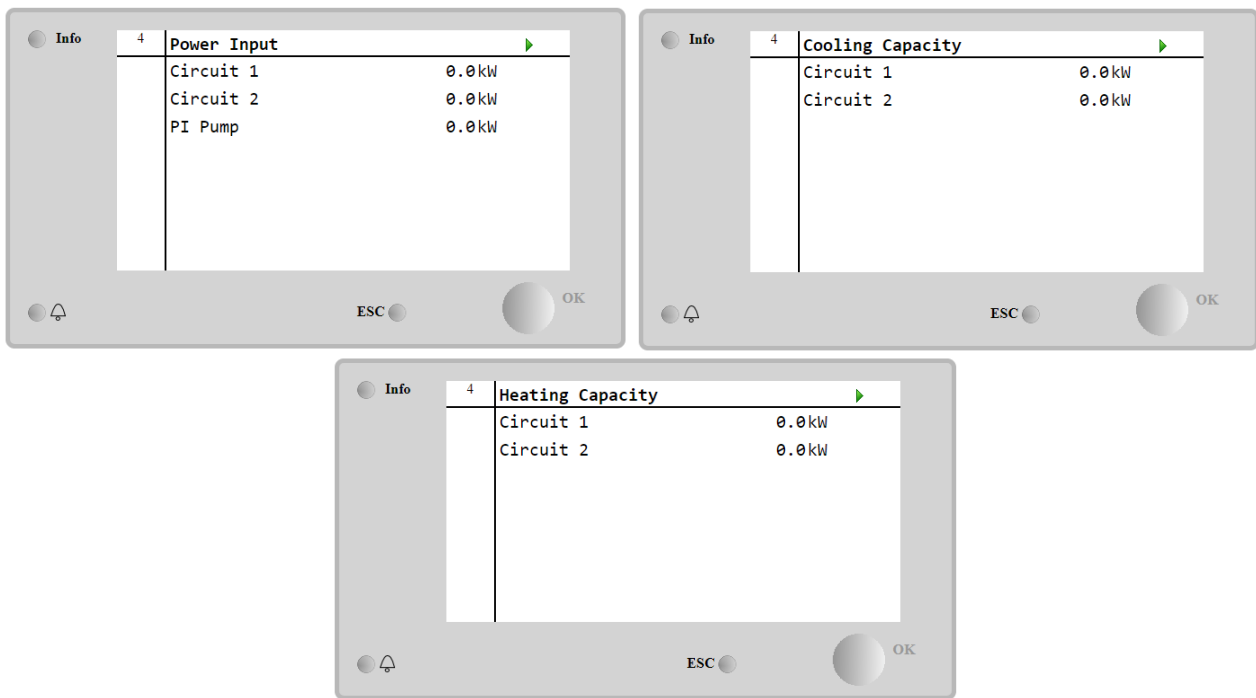 Info
4 Power Input
Circuit 1 0.0kW
Circuit 2 0.0kW
PI Pump 0.0kW
ESC
OK
Info
4 Cooling Capacity
Circuit 1 0.0kW
Circuit 2 0.0kW
ESC
OK
Info
4 Heating Capacity
Circuit 1 0.0kW
Circuit 2 0.0kW
ESC
OK